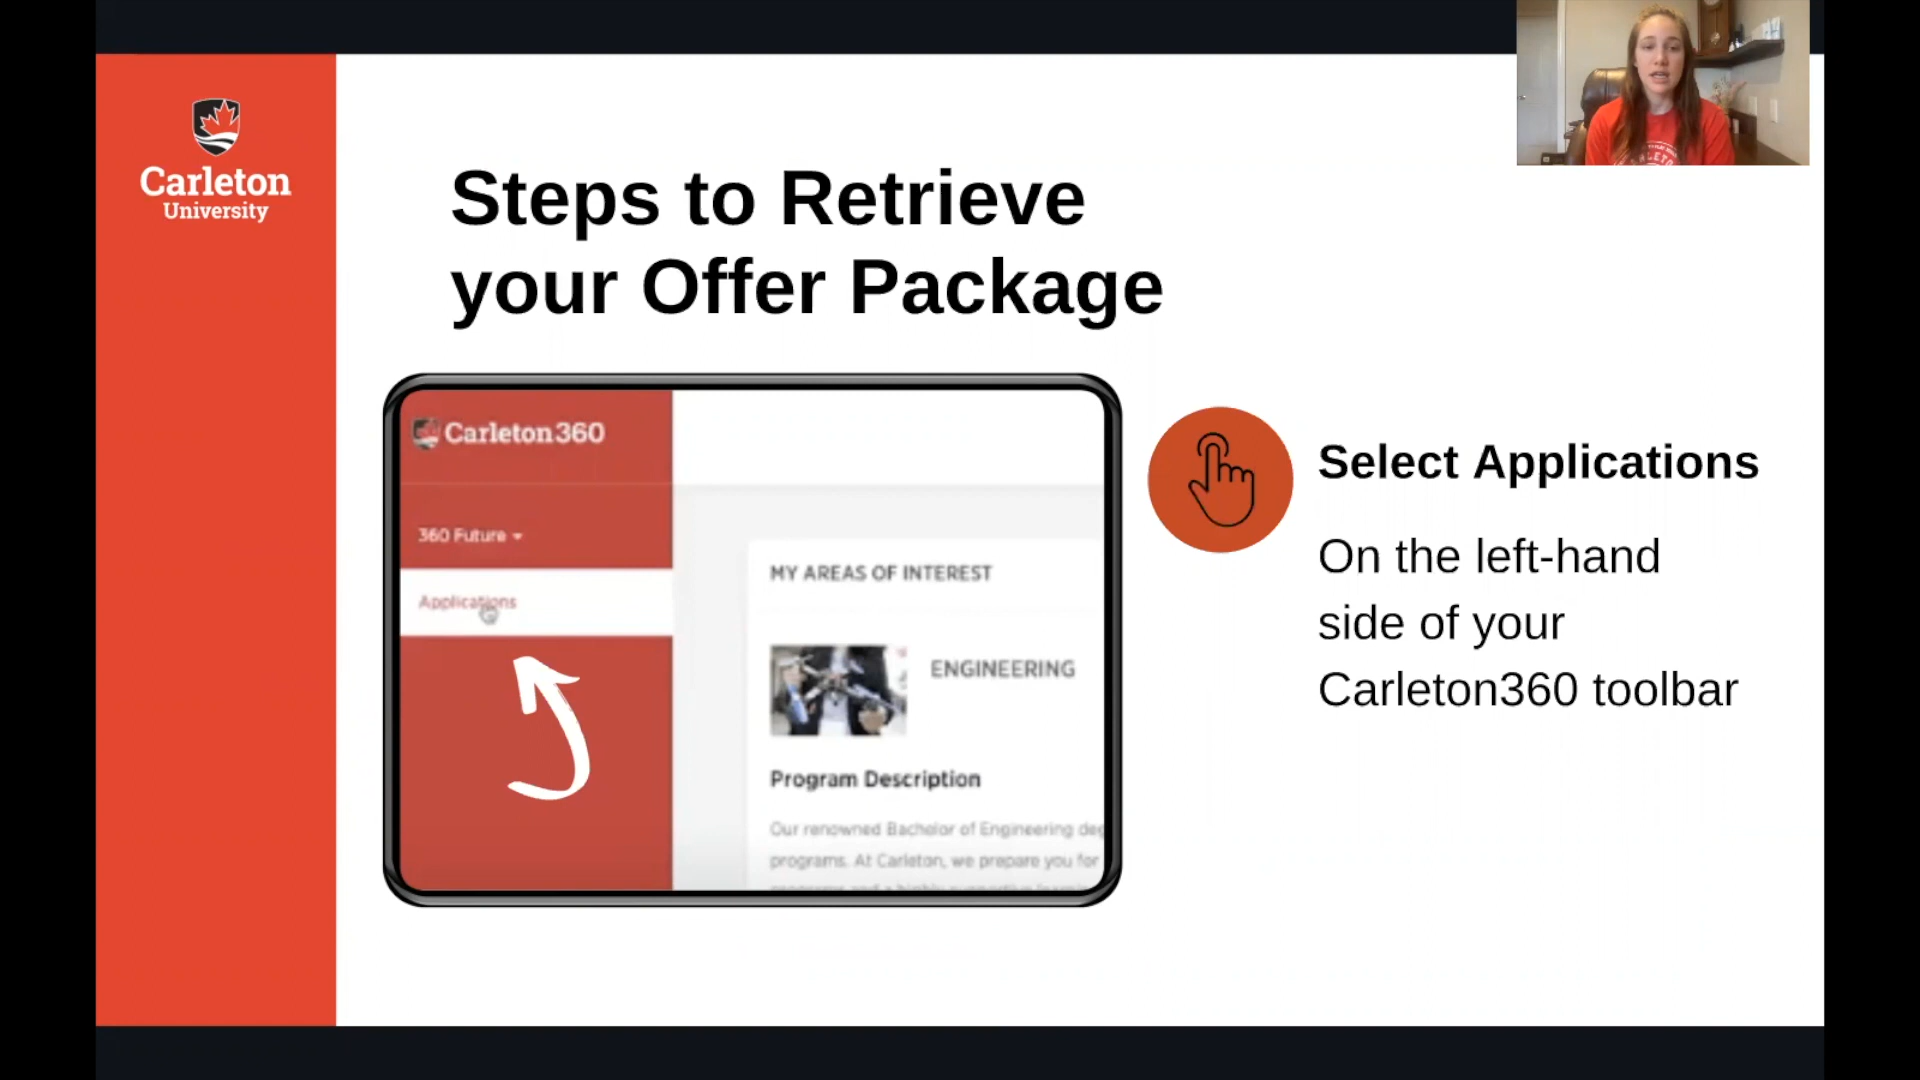 Carleton
University
Steps to Retrieve
your Offer Package
Carleton360
360 Future
Applications
MY AREAS OF INTEREST
ENGINEERING
Program Description
Our renowned Bachelor of Engineering deg
programs. At Carleton, we prepare you for
Select Applications
On the left-hand
side of your
Carleton360 toolbar